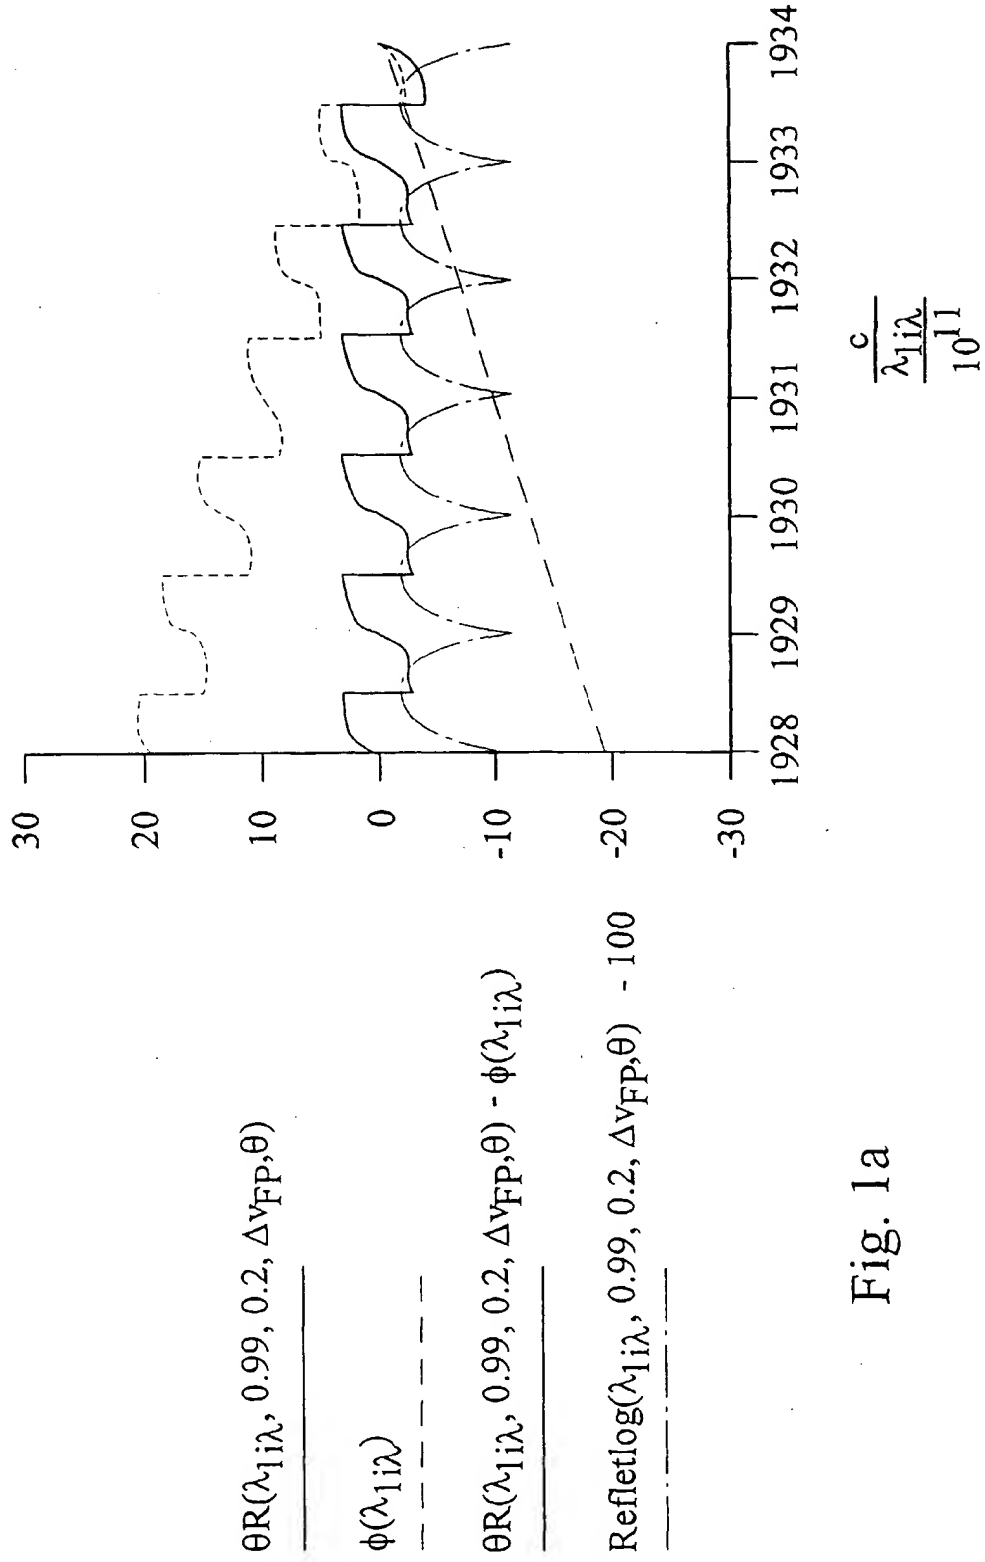 θR(λ1iλ, 0.99, 0.2, ΔνFP,θ)
ϕ(λ1iλ)
θR(λ1iλ, 0.99, 0.2, ΔνFP,θ) - ϕ(λ1iλ)
Refletlog(λ1iλ, 0.99, 0.2, ΔνFP,θ) - 100
30
20
10
0
-10
-20
-30
1928
1929
1930
1931
1932
1933
1934
c
λ1iλ
10^11
Fig. 1a